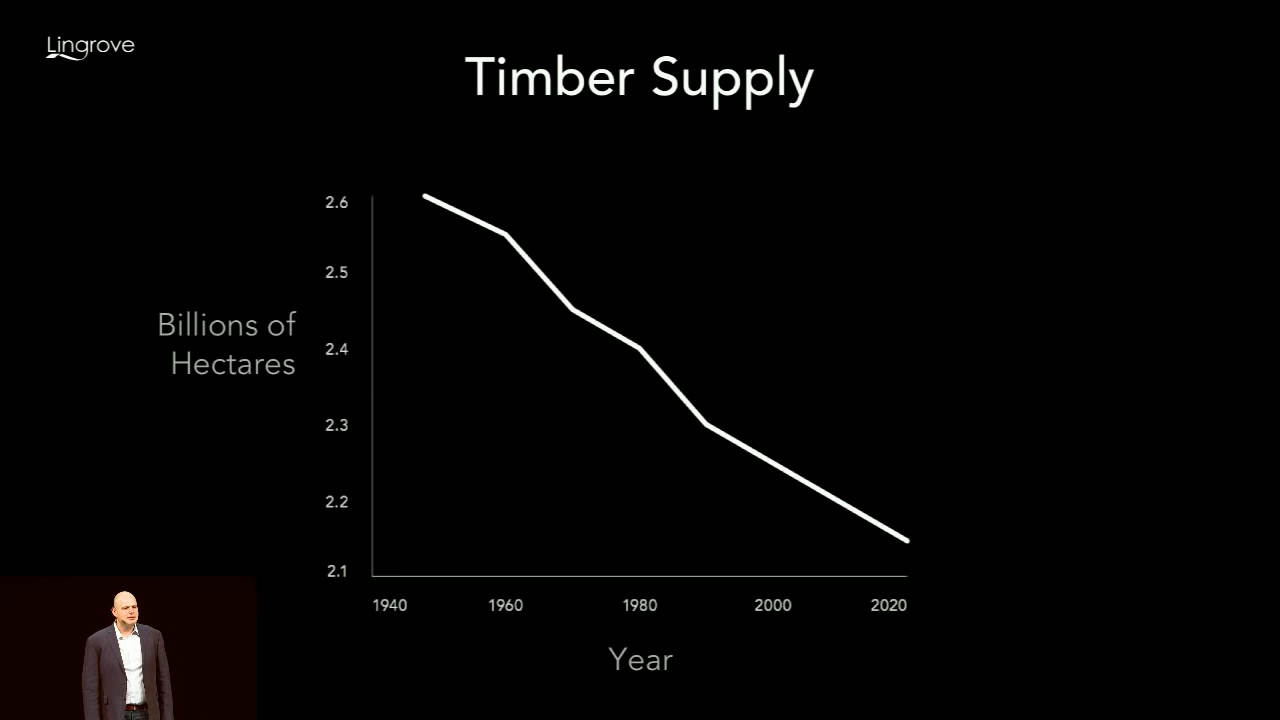 Lingrove
Timber Supply
2.6
2.5
Billions of
Hectares
2.4
2.3
2.2
2.1
1940 1960 1980 2000 2020
Year